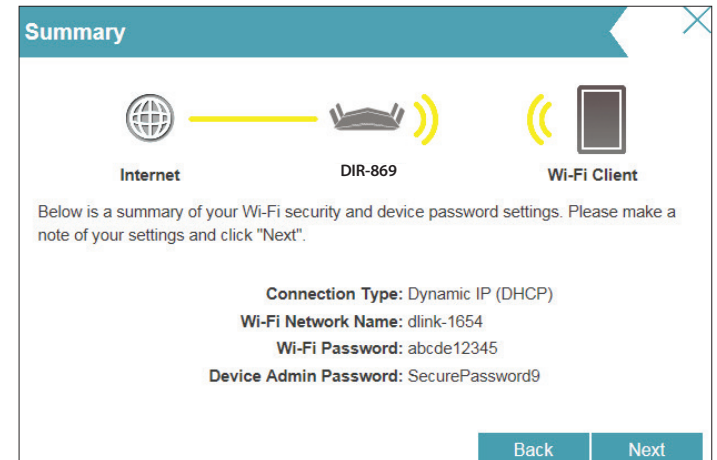 Summary
Internet
DIR-869
Wi-Fi Client
Below is a summary of your Wi-Fi security and device password settings. Please make a
note of your settings and click "Next".
Connection Type: Dynamic IP (DHCP)
Wi-Fi Network Name: dlink-1654
Wi-Fi Password: abcde12345
Device Admin Password: SecurePassword9
Back
Next